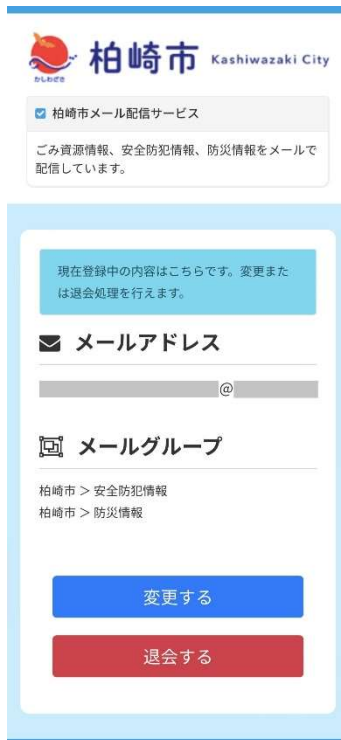 かしわざき
柏崎市 Kashiwazaki City
柏崎市メール配信サービス
ごみ資源情報、安全防犯情報、防災情報をメールで
配信しています。
現在登録中の内容はこちらです。変更また
は退会処理を行えます。
メールアドレス
@
メールグループ
柏崎市 > 安全防犯情報
柏崎市 > 防災情報
変更する
退会する